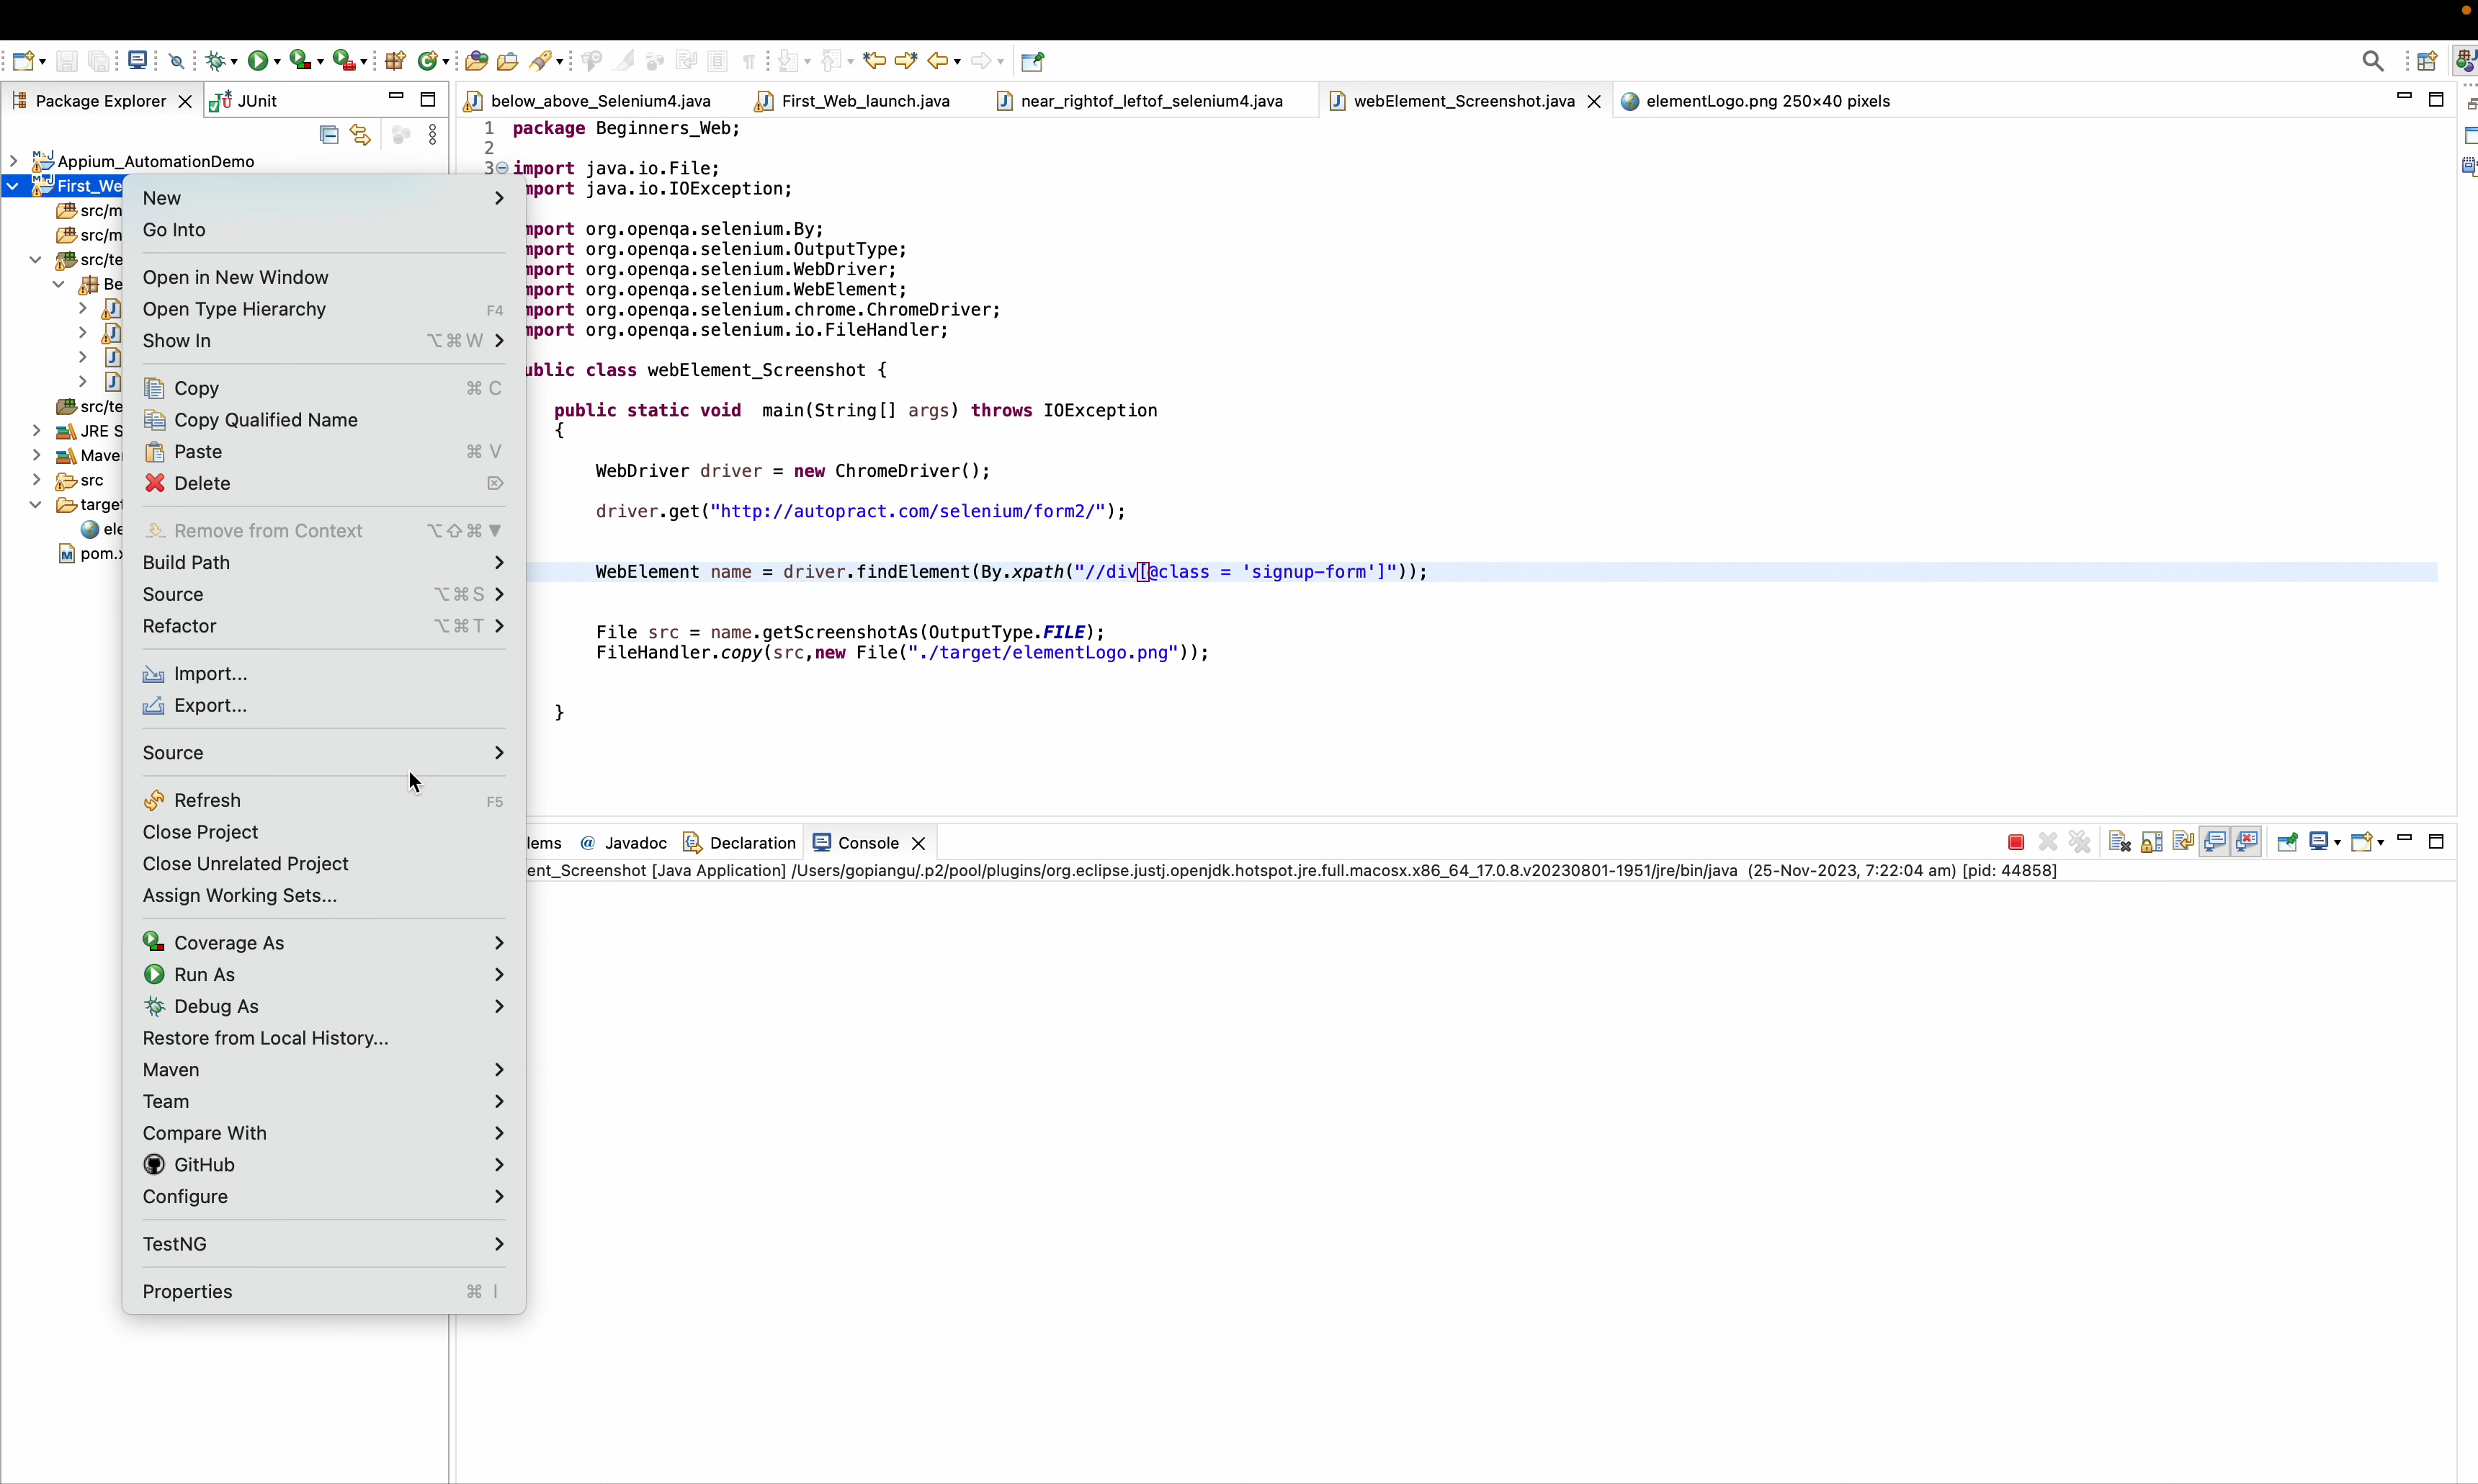 Package Explorer
JUnit
below_above_Selenium4.java
First_Web_launch.java
near_rightof_leftof_selenium4.java
webElement_Screenshot.java
elementLogo.png 250×40 pixels
Appium_AutomationDemo
First_We
src/m
src/m
src/te
Be
src/te
JRE S
Maver
src
target
ele
pom.x
New
Go Into
Open in New Window
Open Type Hierarchy F4
Show In ⌥⌘W
Copy ⌘ C
Copy Qualified Name
Paste ⌘ V
Delete ⌦
Remove from Context ⌥⇧⌘▼
Build Path
Source ⌥⌘S
Refactor ⌥⌘T
Import...
Export...
Source
Refresh F5
Close Project
Close Unrelated Project
Assign Working Sets...
Coverage As
Run As
Debug As
Restore from Local History...
Maven
Team
Compare With
GitHub
Configure
TestNG
Properties ⌘ I
1 package Beginners_Web;
2
3 import java.io.File;
mport java.io.IOException;
mport org.openqa.selenium.By;
mport org.openqa.selenium.OutputType;
mport org.openqa.selenium.WebDriver;
mport org.openqa.selenium.WebElement;
mport org.openqa.selenium.chrome.ChromeDriver;
mport org.openqa.selenium.io.FileHandler;
ublic class webElement_Screenshot {
public static void main(String[] args) throws IOException
{
WebDriver driver = new ChromeDriver();
driver.get("http://autopract.com/selenium/form2/");
WebElement name = driver.findElement(By.xpath("//div[@class = 'signup-form']"));
File src = name.getScreenshotAs(OutputType.FILE);
FileHandler.copy(src,new File("./target/elementLogo.png"));
}
lems
@ Javadoc
Declaration
Console
ent_Screenshot [Java Application] /Users/gopiangu/.p2/pool/plugins/org.eclipse.justj.openjdk.hotspot.jre.full.macosx.x86_64_17.0.8.v20230801-1951/jre/bin/java (25-Nov-2023, 7:22:04 am) [pid: 44858]